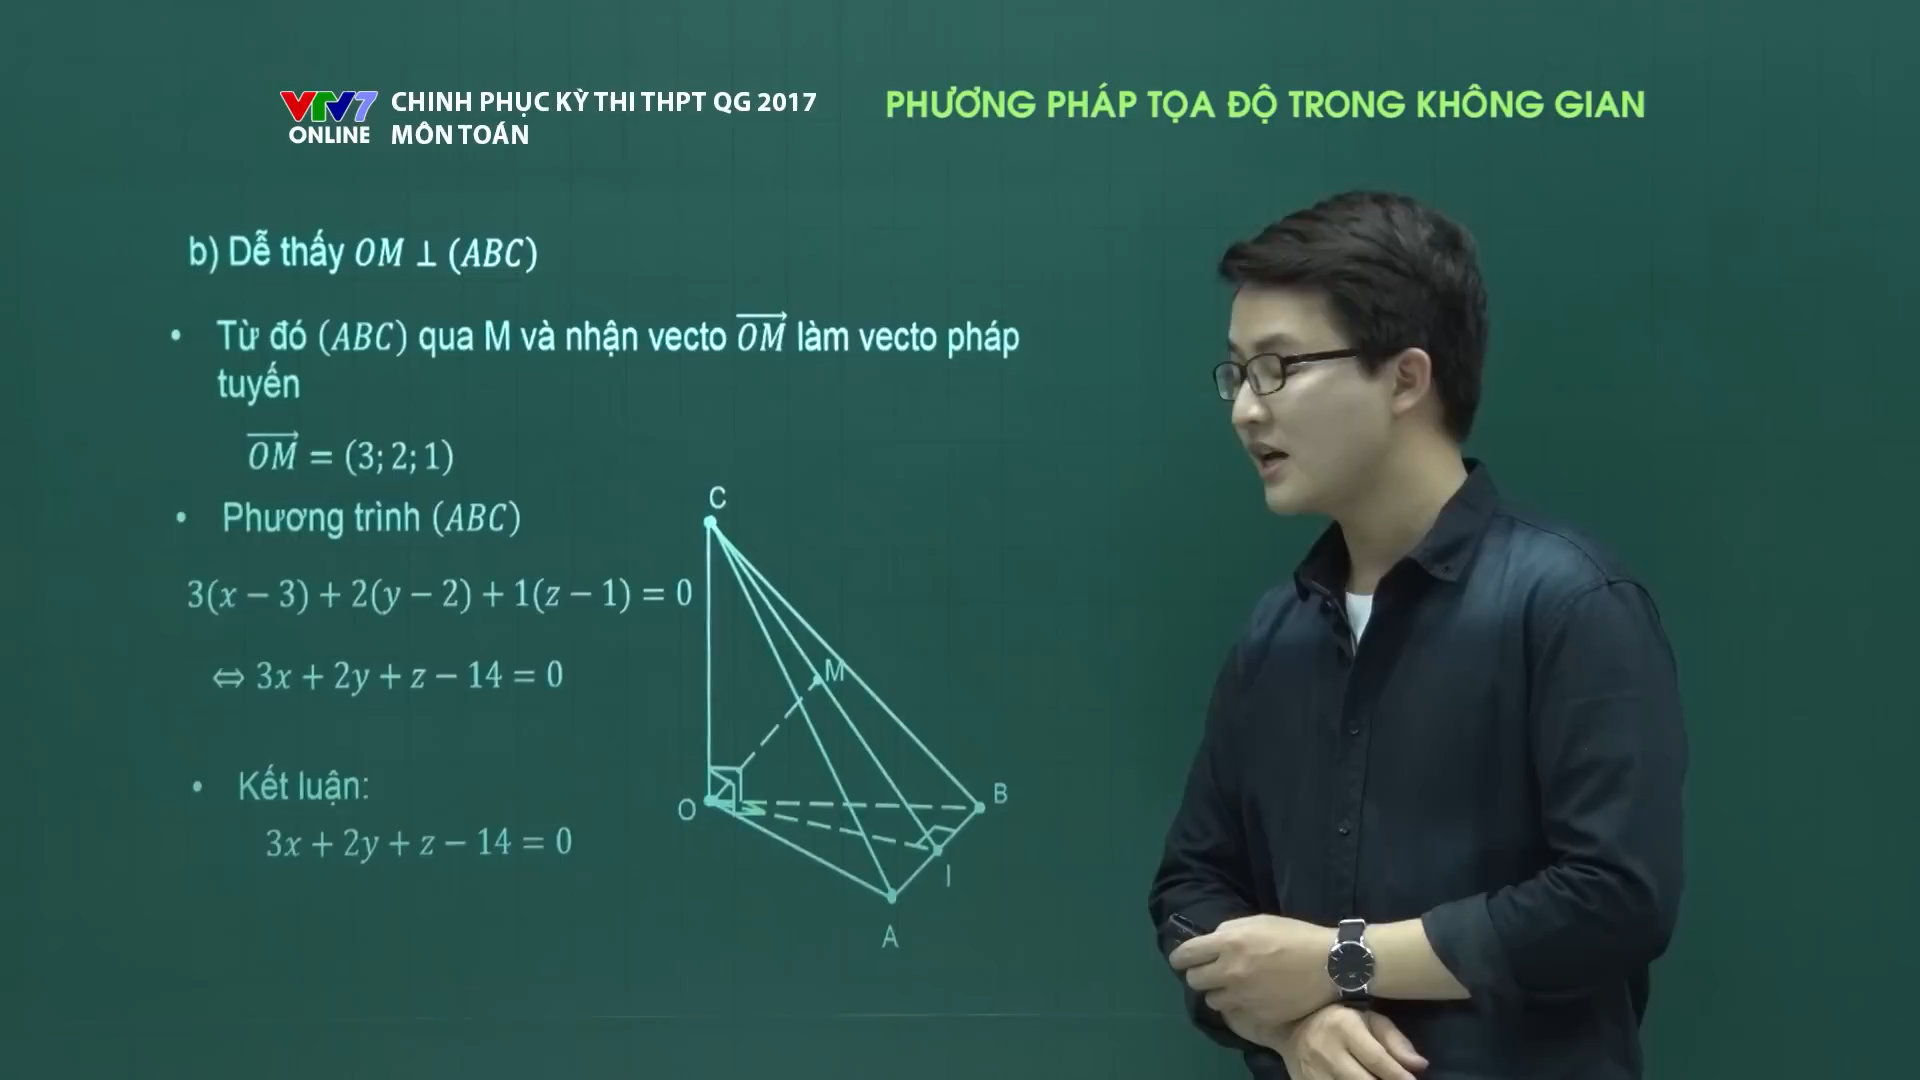 VTV7 ONLINE
CHINH PHỤC KỲ THI THPT QG 2017
MÔN TOÁN
PHƯƠNG PHÁP TỌA ĐỘ TRONG KHÔNG GIAN
b) Dễ thấy OM ⊥ (ABC)
• Từ đó (ABC) qua M và nhận vecto \overrightarrow{OM} làm vecto pháp
tuyến
\overrightarrow{OM} = (3; 2; 1)
• Phương trình (ABC)
3(x − 3) + 2(y − 2) + 1(z − 1) = 0
⇔ 3x + 2y + z − 14 = 0
• Kết luận:
3x + 2y + z − 14 = 0
C
M
B
O
I
A